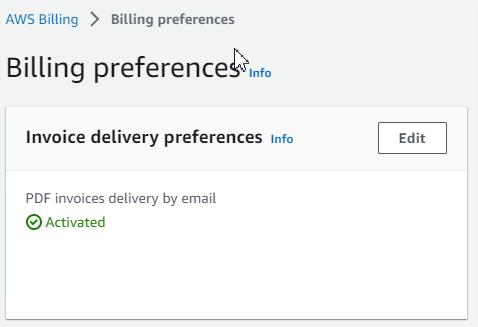 AWS Billing > Billing preferences
Billing preferences Info
Invoice delivery preferences Info Edit
PDF invoices delivery by email
Activated